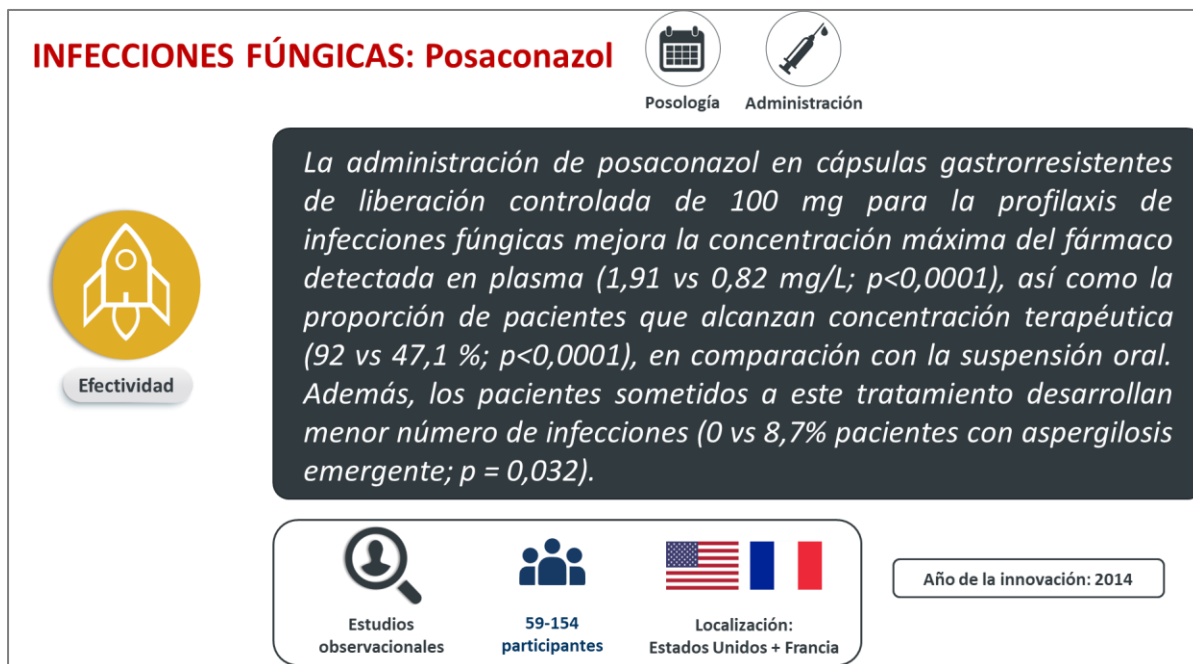 INFECCIONES FÚNGICAS: Posaconazol
Posología
Administración
La administración de posaconazol en cápsulas gastrorresistentes
de liberación controlada de 100 mg para la profilaxis de
infecciones fúngicas mejora la concentración máxima del fármaco
detectada en plasma (1,91 vs 0,82 mg/L; p<0,0001), así como la
proporción de pacientes que alcanzan concentración terapéutica
(92 vs 47,1 %; p<0,0001), en comparación con la suspensión oral.
Además, los pacientes sometidos a este tratamiento desarrollan
menor número de infecciones (0 vs 8,7% pacientes con aspergilosis
emergente; p = 0,032).
Efectividad
Estudios
observacionales
59-154
participantes
Localización:
Estados Unidos + Francia
Año de la innovación: 2014